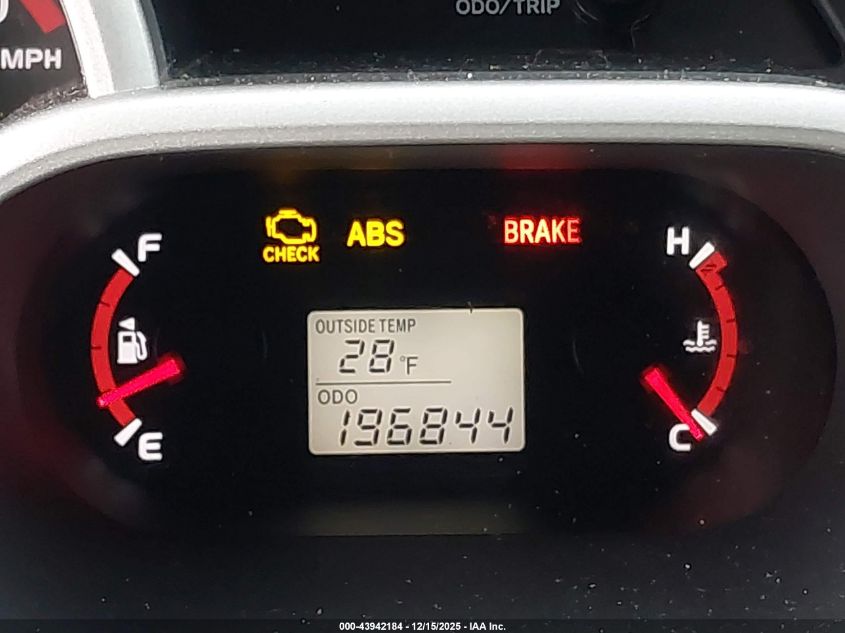 ODO/TRIP
MPH
F
CHECK
ABS
BRAKE
H
OUTSIDE TEMP
28°F
ODO
196844
E
C
000-43942184 - 12/15/2025 - IAA Inc.